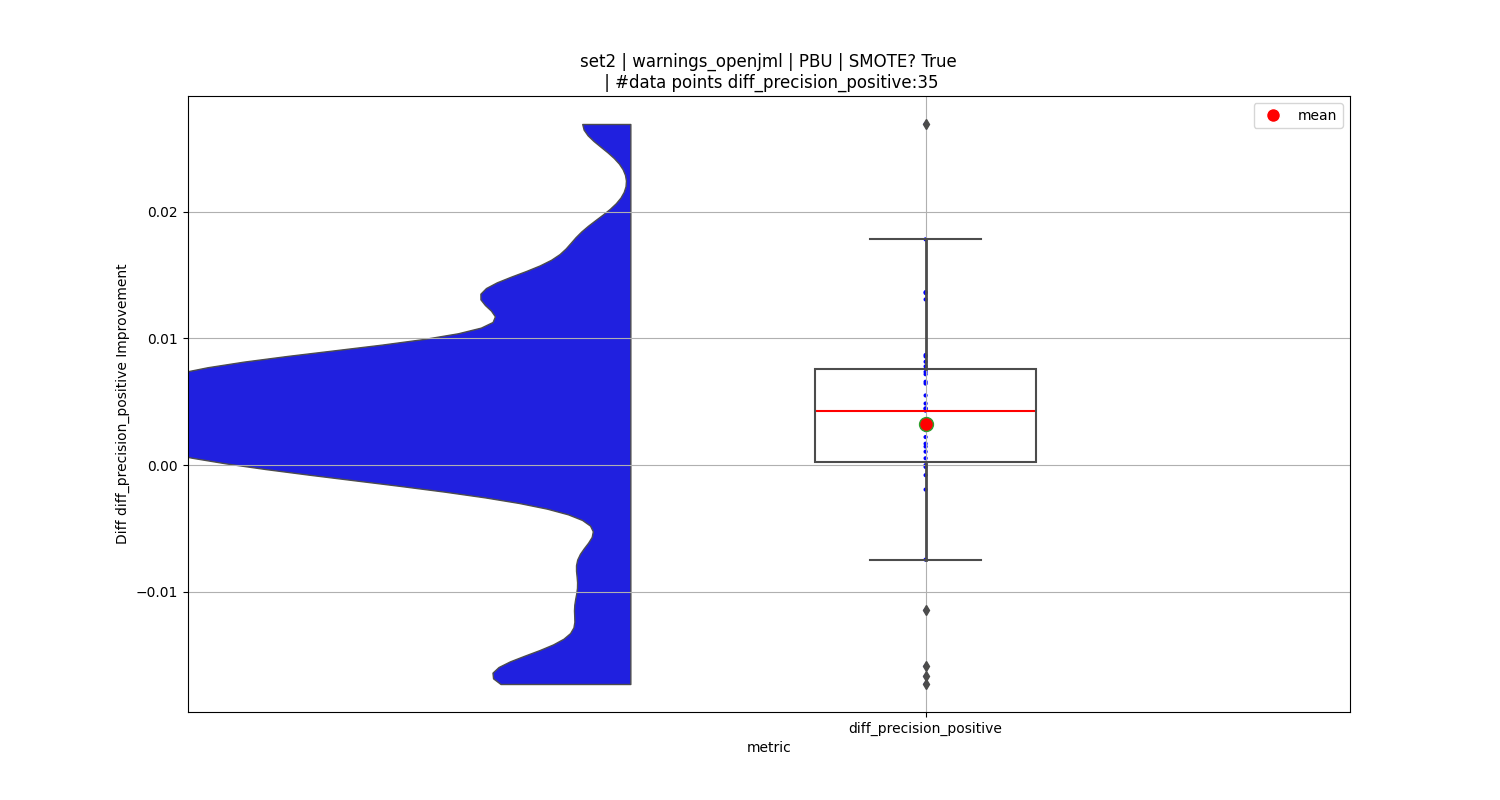 set2 | warnings_openjml | PBU | SMOTE? True
| #data points diff_precision_positive:35
mean
0.02
0.01
0.00
−0.01
Diff diff_precision_positive Improvement
diff_precision_positive
metric